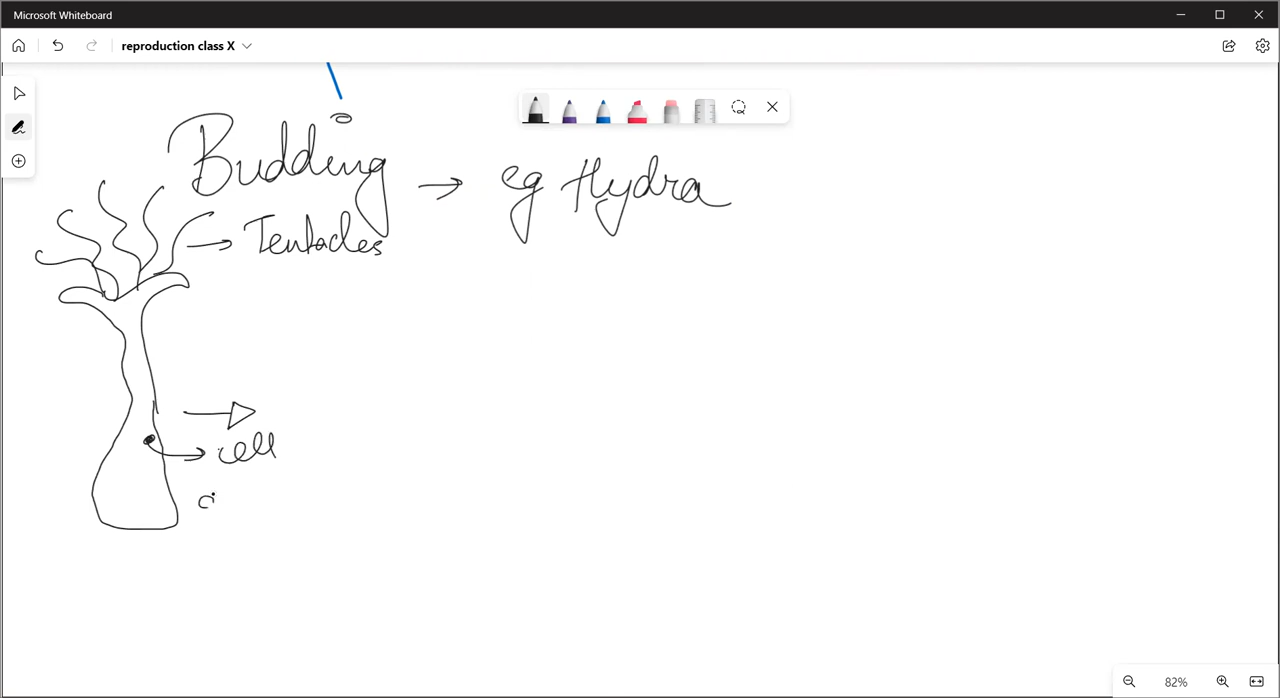 Microsoft Whiteboard
reproduction class X
Budding → eg Hydra
→ Tentacles
cell
82%